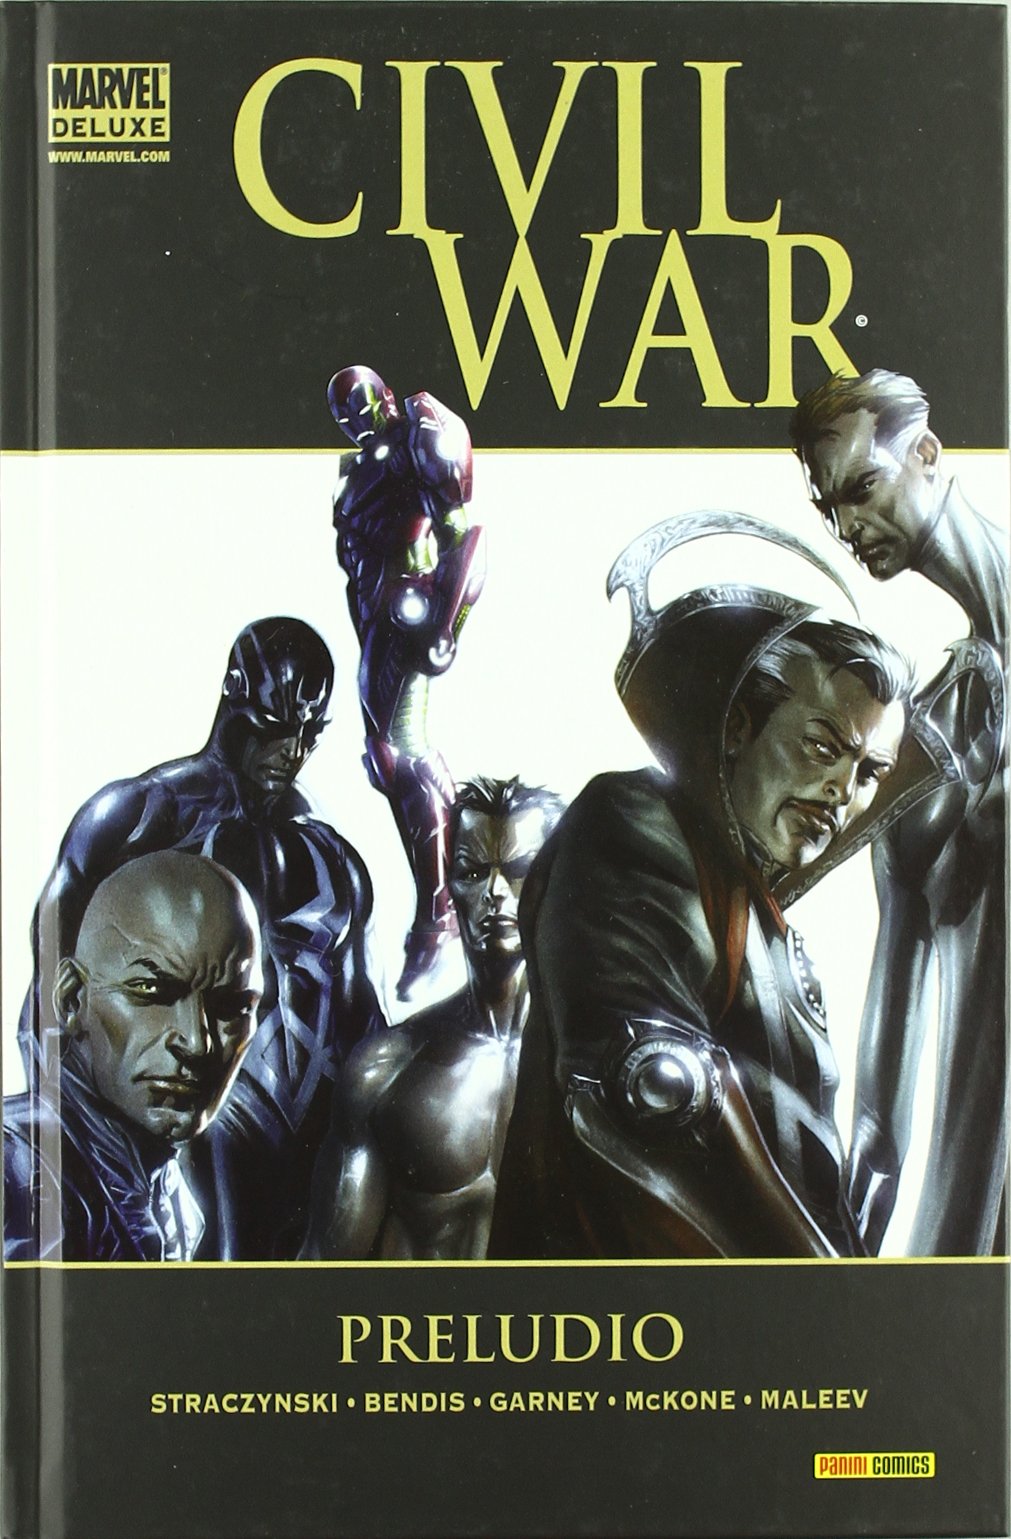 MARVEL®
DELUXE
WWW.MARVEL.COM
CIVIL
WAR
©
PRELUDIO
STRACZYNSKI • BENDIS • GARNEY • McKONE • MALEEV
PANINI COMICS